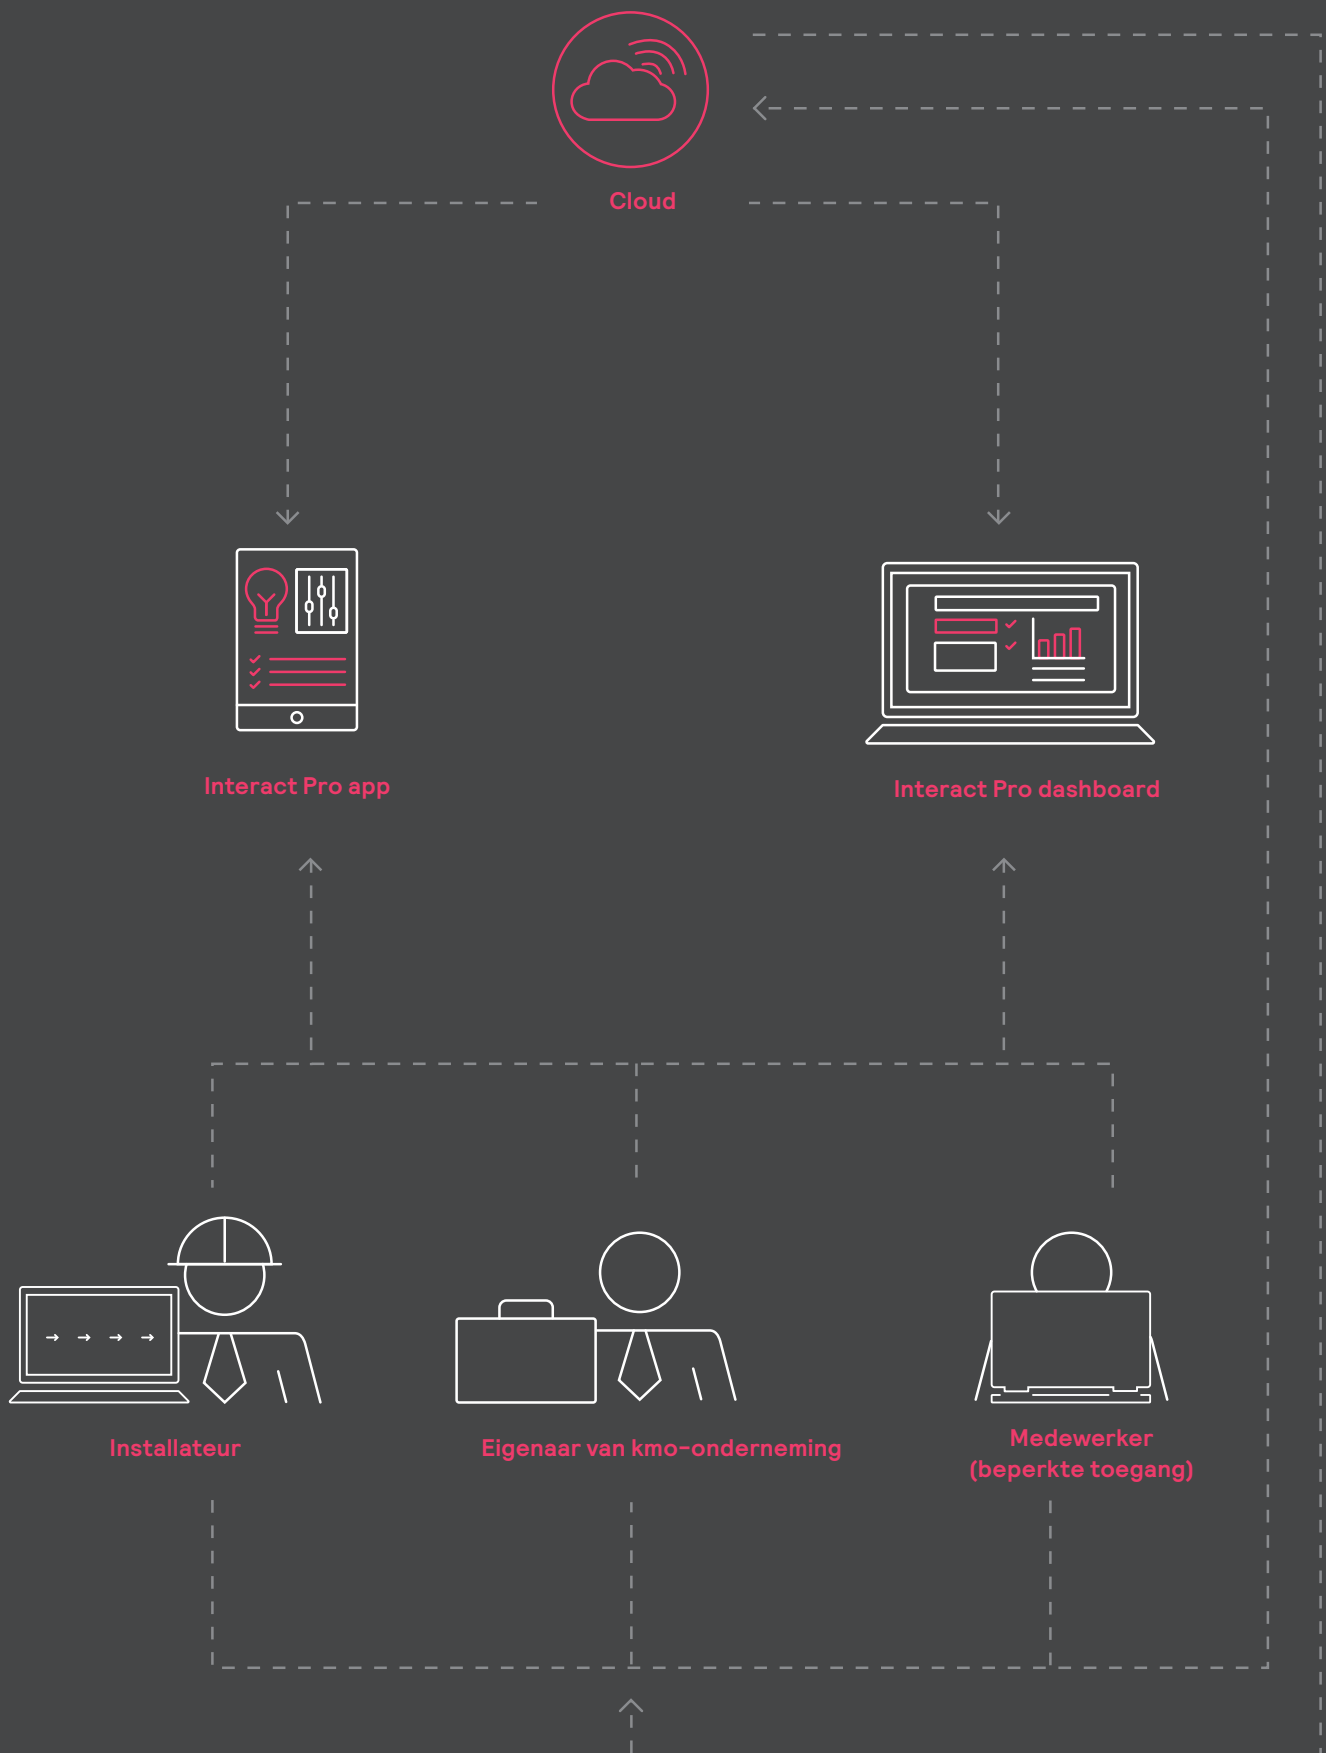 Cloud
Interact Pro app
Interact Pro dashboard
Installateur
Eigenaar van kmo-onderneming
Medewerker
(beperkte toegang)